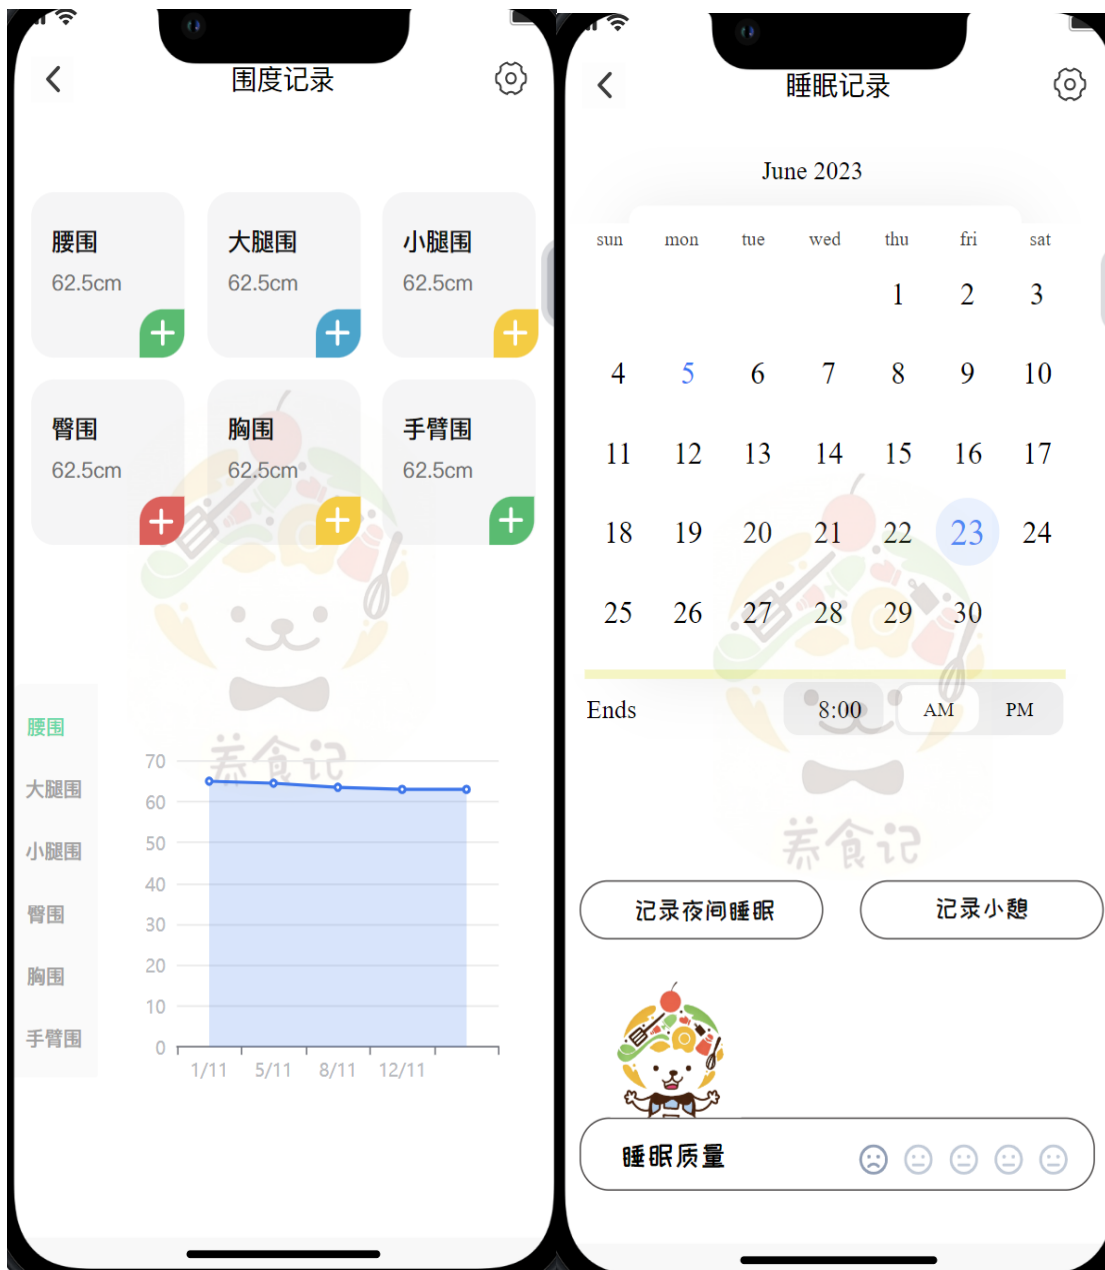 围度记录
腰围 大腿围 小腿围
62.5cm 62.5cm 62.5cm
臀围 胸围 手臂围
62.5cm 62.5cm 62.5cm
养食记
腰围
大腿围
小腿围
臀围
胸围
手臂围
70
60
50
40
30
20
10
0
1/11 5/11 8/11 12/11
睡眠记录
June 2023
sun mon tue wed thu fri sat
1 2 3
4 5 6 7 8 9 10
11 12 13 14 15 16 17
18 19 20 21 22 23 24
25 26 27 28 29 30
Ends 8:00 AM PM
养食记
记录夜间睡眠 记录小憩
睡眠质量